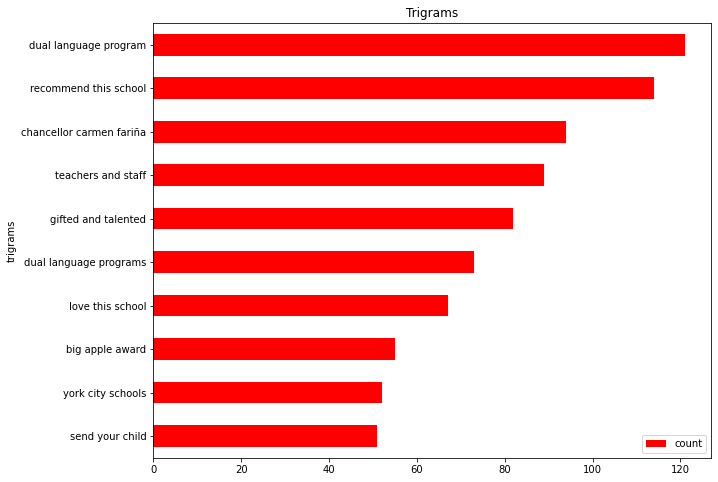 Trigrams
dual language program
recommend this school
chancellor carmen fariña
teachers and staff
gifted and talented
dual language programs
love this school
big apple award
york city schools
send your child
trigrams
0 20 40 60 80 100 120
count